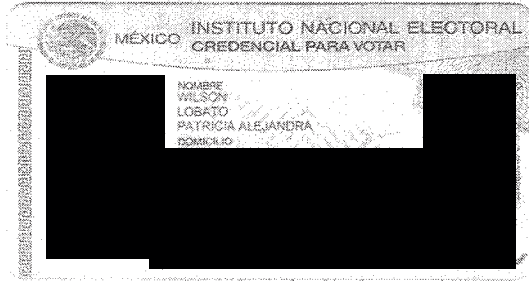 MÉXICO
INSTITUTO NACIONAL ELECTORAL
CREDENCIAL PARA VOTAR
NOMBRE
WILSON
LOBATO
PATRICIA ALEJANDRA
DOMICILIO